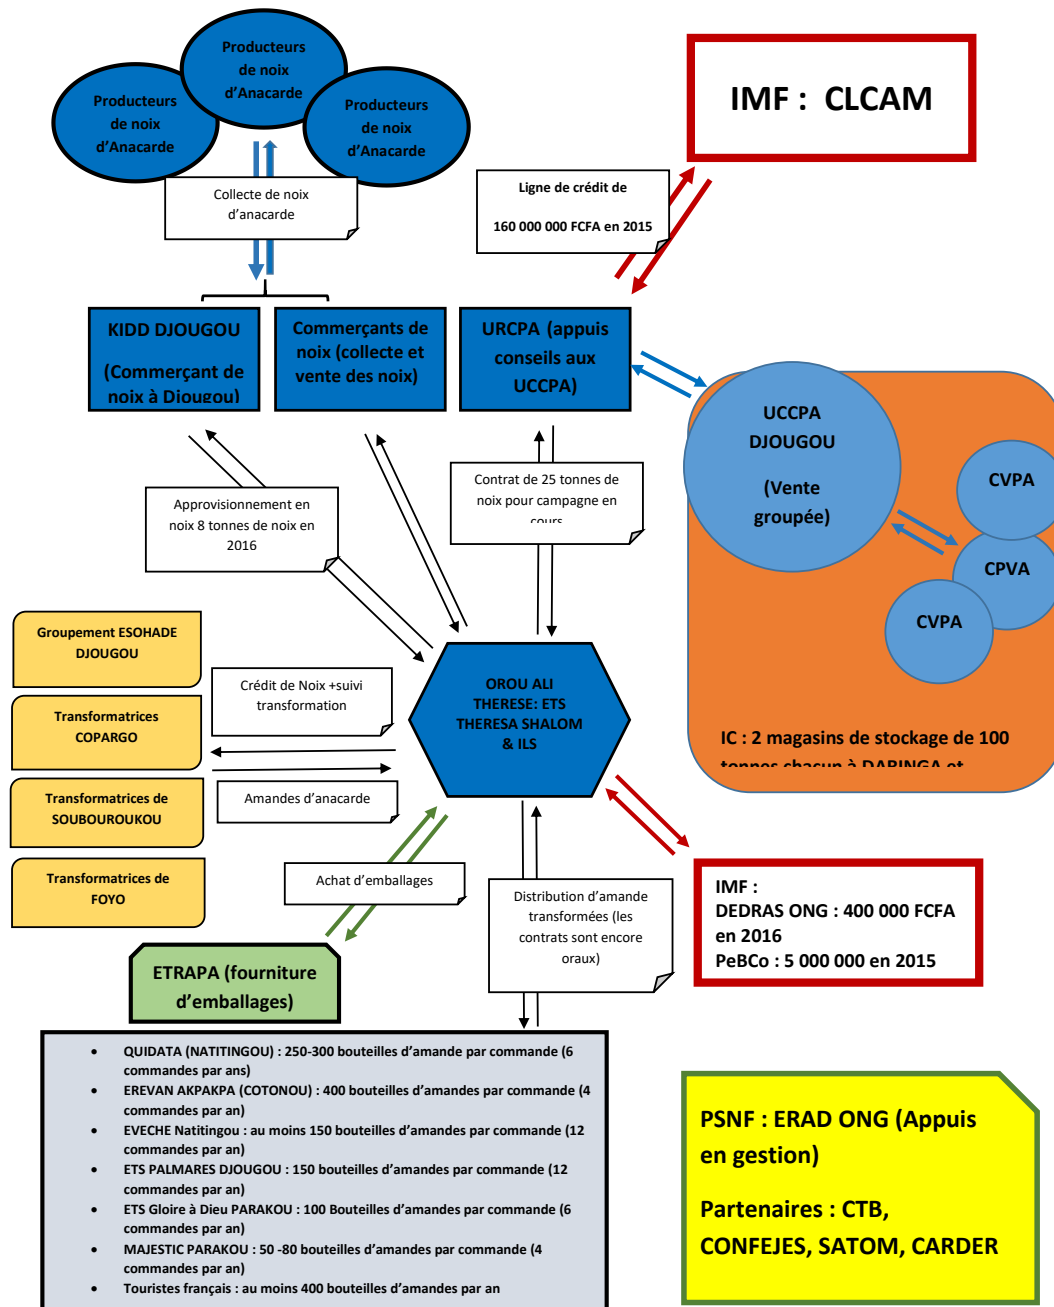 Producteurs
de noix
d'Anacarde
Producteurs
de noix
d'Anacarde
Producteurs
de noix
d'Anacarde
IMF : CLCAM
Collecte de noix
d'anacarde
Ligne de crédit de
160 000 000 FCFA en 2015
KIDD DJOUGOU
(Commerçant de
noix à Djougou)
Commerçants de
noix (collecte et
vente des noix)
URCPA (appuis
conseils aux
UCCPA)
UCCPA
DJOUGOU
(Vente
groupée)
CVPA
CPVA
CVPA
Approvisionnement en
noix 8 tonnes de noix en
2016
Contrat de 25 tonnes de
noix pour campagne en
cours
Groupement ESOHADE
DJOUGOU
Transformatrices
COPARGO
Transformatrices de
SOUBOUROUKOU
Transformatrices de
FOYO
Crédit de Noix +suivi
transformation
Amandes d'anacarde
OROU ALI
THERESE: ETS
THERESA SHALOM
& ILS
IC : 2 magasins de stockage de 100
tonnes chacun à DARINGA et
Achat d'emballages
Distribution d'amande
transformées (les
contrats sont encore
oraux)
IMF :
DEDRAS ONG : 400 000 FCFA
en 2016
PeBCo : 5 000 000 en 2015
ETRAPA (fourniture
d'emballages)
• QUIDATA (NATITINGOU) : 250-300 bouteilles d'amande par commande (6
commandes par ans)
• EREVAN AKPAKPA (COTONOU) : 400 bouteilles d'amandes par commande (4
commandes par an)
• EVECHE Natitingou : au moins 150 bouteilles d'amandes par commande (12
commandes par an)
• ETS PALMARES DJOUGOU : 150 bouteilles d'amandes par commande (12
commandes par an)
• ETS Gloire à Dieu PARAKOU : 100 Bouteilles d'amandes par commande (6
commandes par an)
• MAJESTIC PARAKOU : 50 -80 bouteilles d'amandes par commande (4
commandes par an)
• Touristes français : au moins 400 bouteilles d'amandes par an
PSNF : ERAD ONG (Appuis
en gestion)
Partenaires : CTB,
CONFEJES, SATOM, CARDER